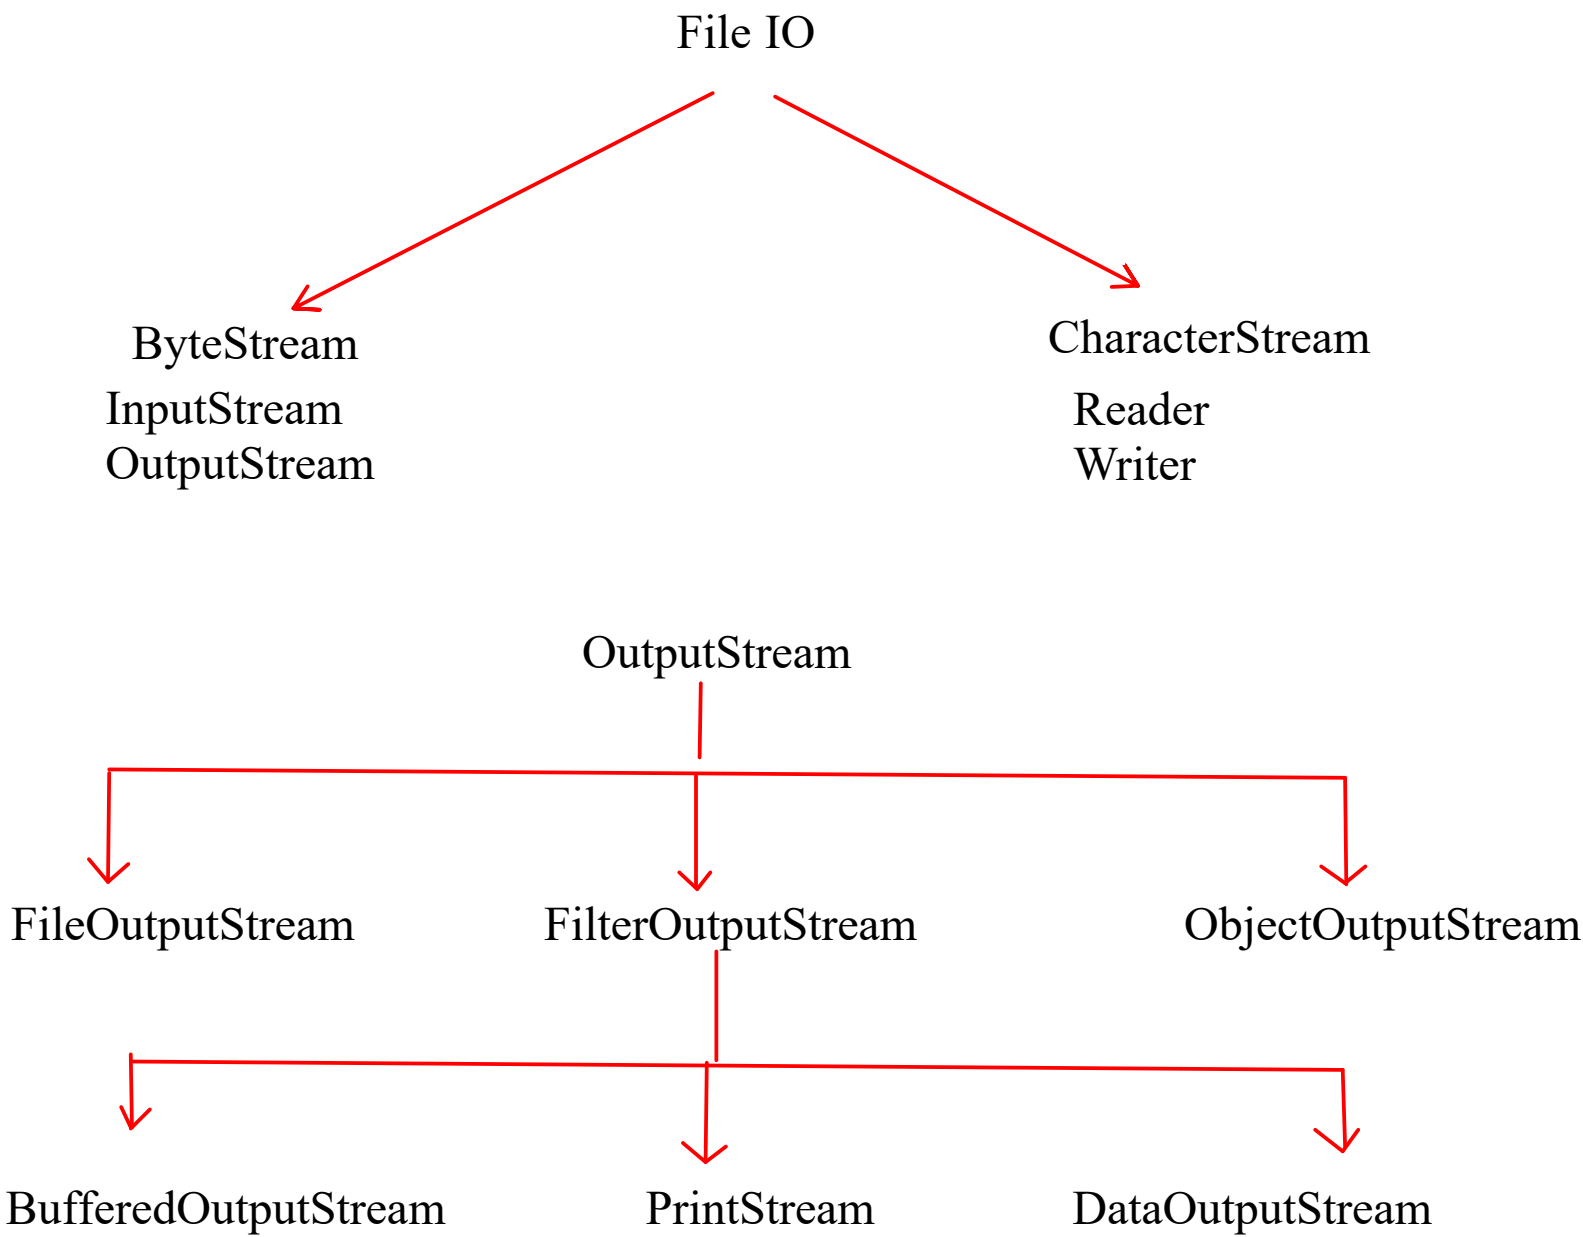 File IO
ByteStream
CharacterStream
InputStream
Reader
OutputStream
Writer
OutputStream
FileOutputStream
FilterOutputStream
ObjectOutputStream
BufferedOutputStream
PrintStream
DataOutputStream